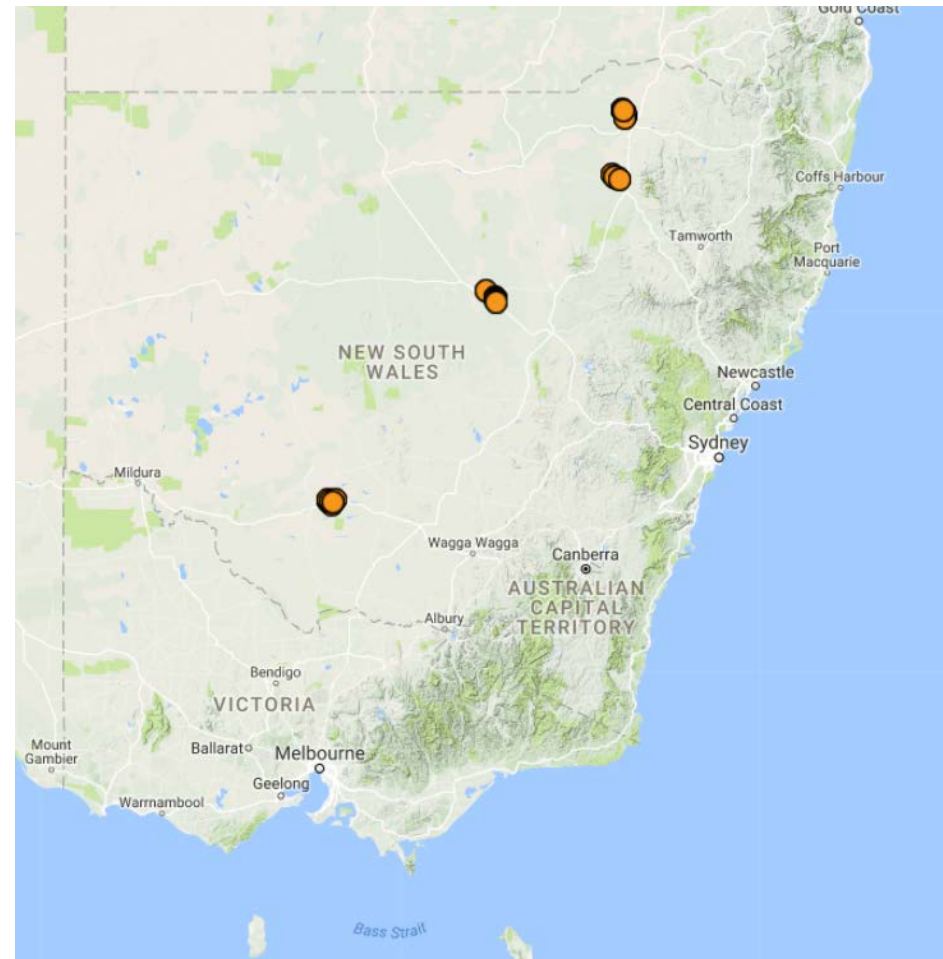 Gold Coast
Coffs Harbour
Tamworth
Port
Macquarie
NEW SOUTH
WALES
Newcastle
Central Coast
Sydney
Mildura
Wagga Wagga
Canberra
AUSTRALIAN
CAPITAL
TERRITORY
Albury
Bendigo
VICTORIA
Mount
Gambier
Ballarat
Melbourne
Geelong
Warrnambool
Bass Strait